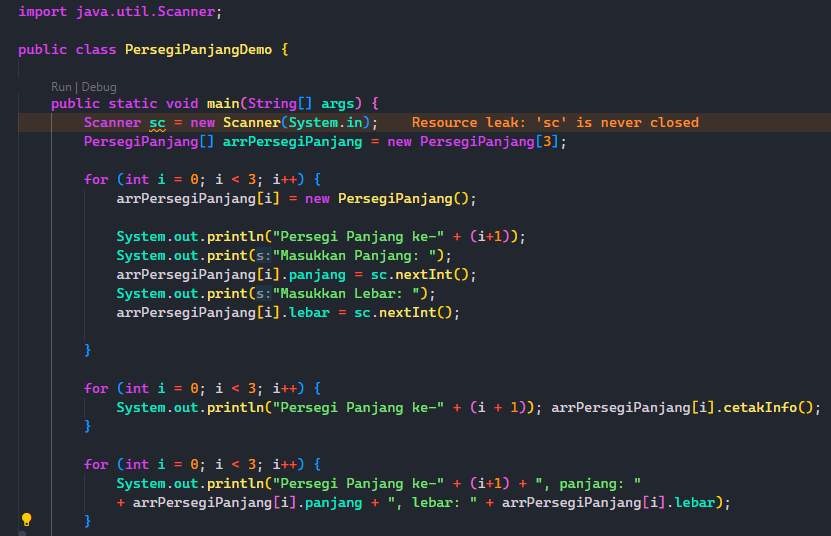 import java.util.Scanner;
public class PersegiPanjangDemo {
Run | Debug
public static void main(String[] args) {
Scanner sc = new Scanner(System.in); Resource leak: 'sc' is never closed
PersegiPanjang[] arrPersegiPanjang = new PersegiPanjang[3];
for (int i = 0; i < 3; i++) {
arrPersegiPanjang[i] = new PersegiPanjang();
System.out.println("Persegi Panjang ke-" + (i+1));
System.out.print(s:"Masukkan Panjang: ");
arrPersegiPanjang[i].panjang = sc.nextInt();
System.out.print(s:"Masukkan Lebar: ");
arrPersegiPanjang[i].lebar = sc.nextInt();
}
for (int i = 0; i < 3; i++) {
System.out.println("Persegi Panjang ke-" + (i + 1)); arrPersegiPanjang[i].cetakInfo();
}
for (int i = 0; i < 3; i++) {
System.out.println("Persegi Panjang ke-" + (i+1) + ", panjang: "
+ arrPersegiPanjang[i].panjang + ", lebar: " + arrPersegiPanjang[i].lebar);
}